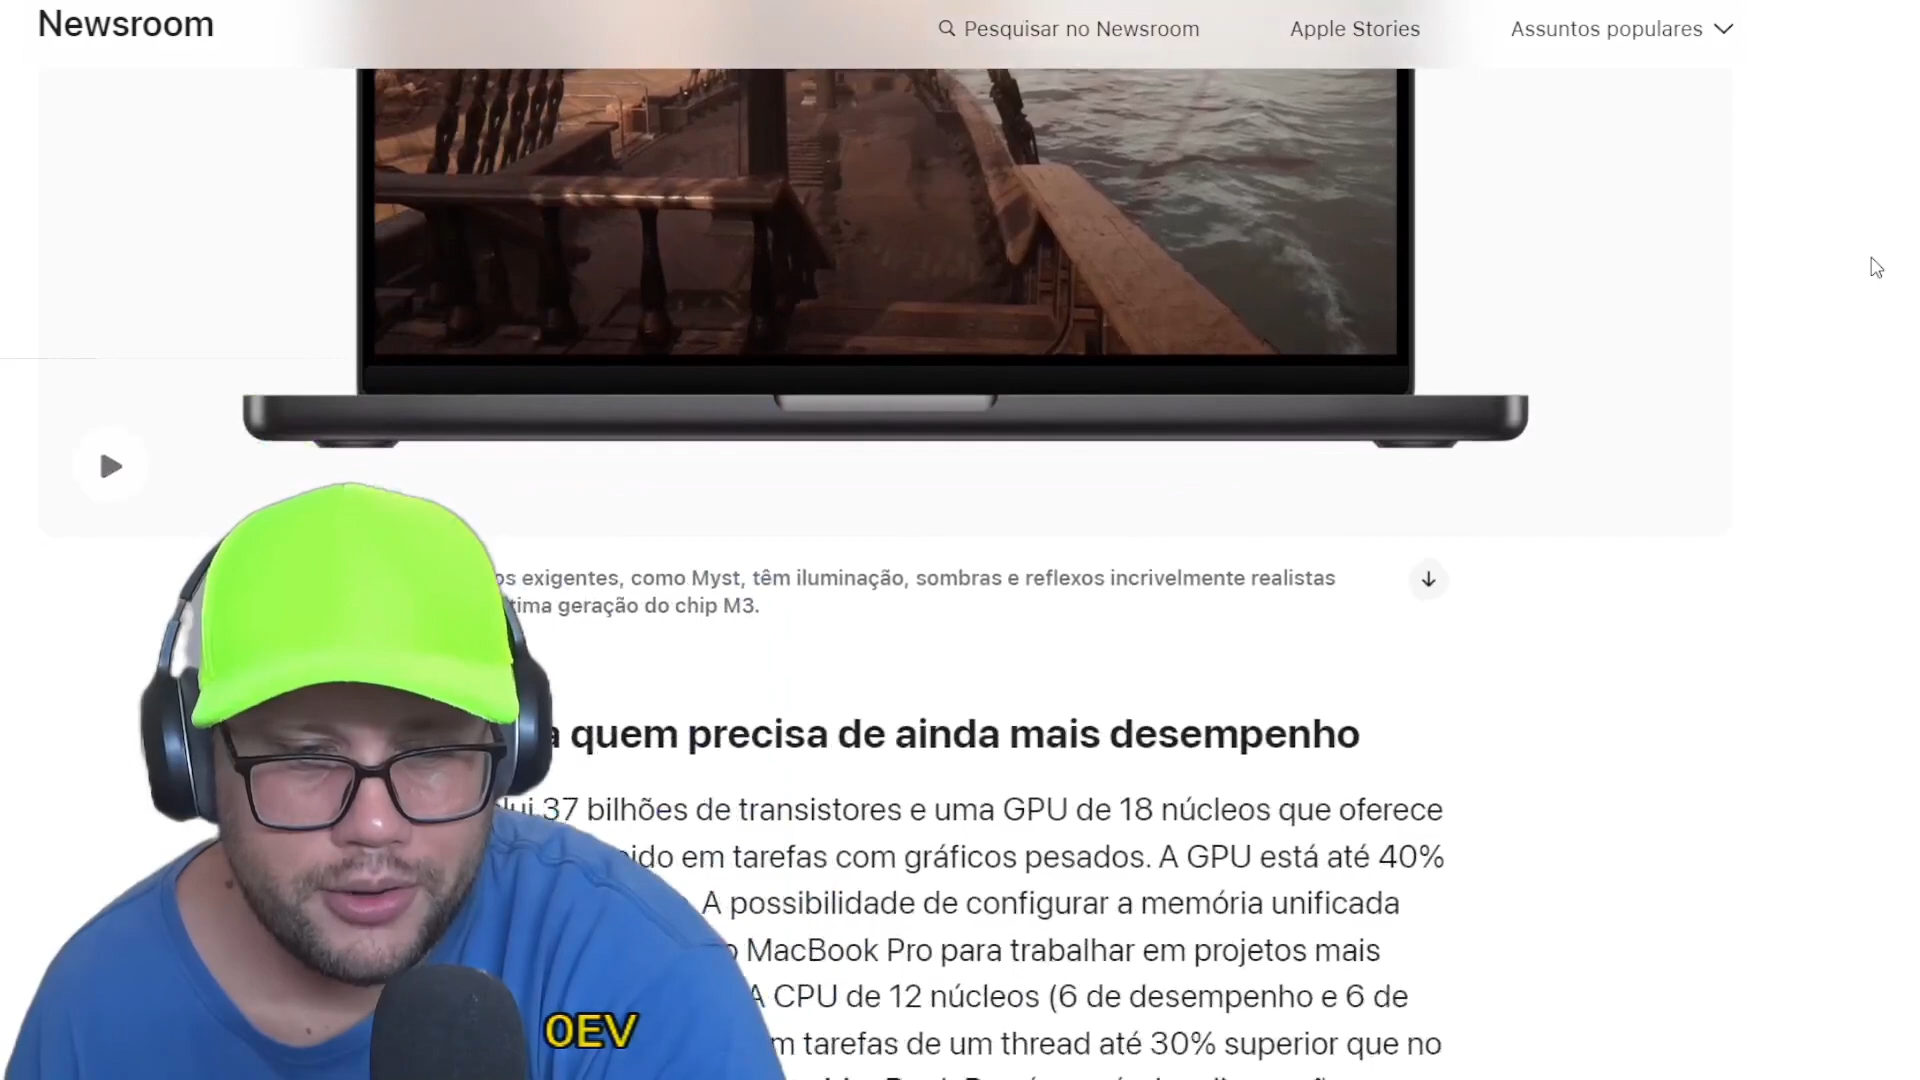 Newsroom
Pesquisar no Newsroom
Apple Stories
Assuntos populares
os exigentes, como Myst, têm iluminação, sombras e reflexos incrivelmente realistas
tima geração do chip M3.
a quem precisa de ainda mais desempenho
lui 37 bilhões de transistores e uma GPU de 18 núcleos que oferece
ido em tarefas com gráficos pesados. A GPU está até 40%
A possibilidade de configurar a memória unificada
o MacBook Pro para trabalhar em projetos mais
A CPU de 12 núcleos (6 de desempenho e 6 de
m tarefas de um thread até 30% superior que no
0EV